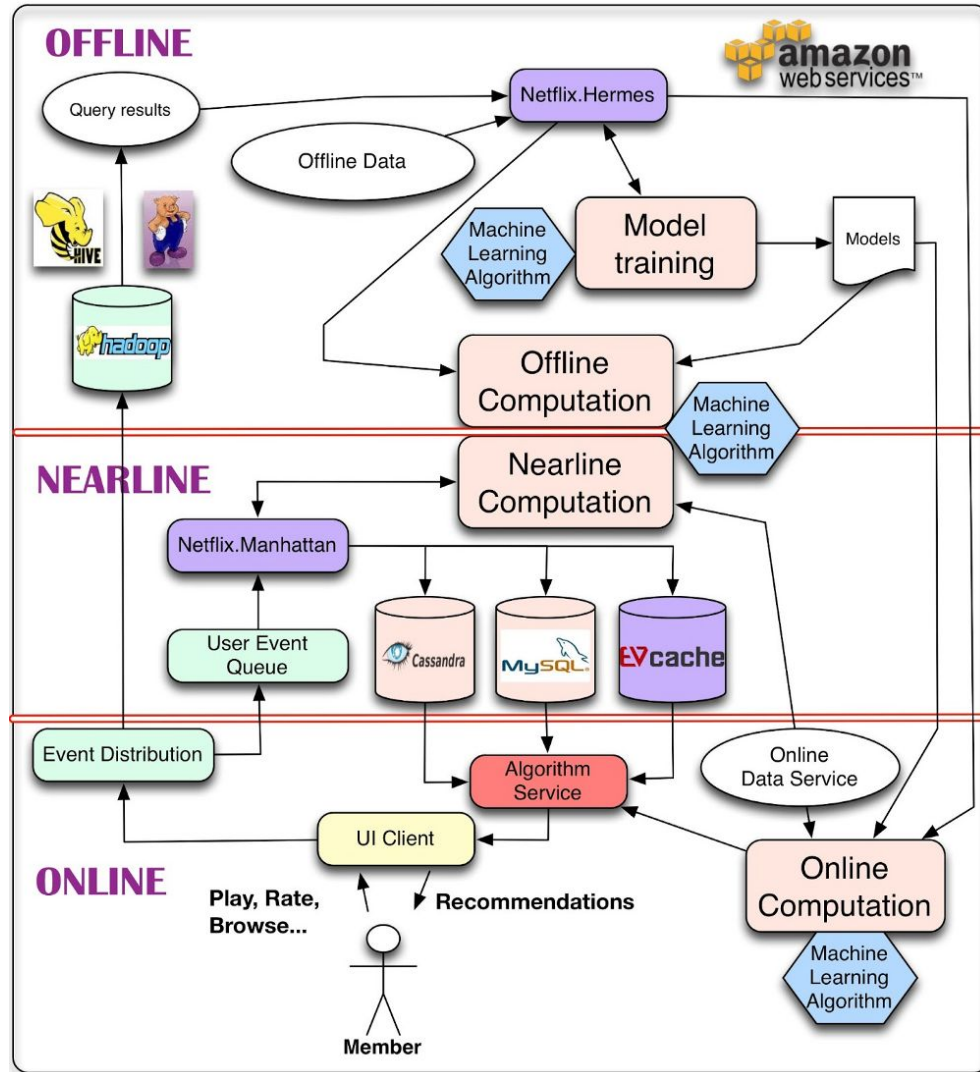 OFFLINE
amazon
web services™
Query results
Netflix.Hermes
Offline Data
HIVE
Machine
Learning
Algorithm
Model
training
Models
hadoop
Offline
Computation
Machine
Learning
Algorithm
NEARLINE
Nearline
Computation
Netflix.Manhattan
User Event
Queue
Cassandra
MySQL®
EVcache
Event Distribution
Algorithm
Service
Online
Data Service
UI Client
ONLINE
Play, Rate,
Browse...
Recommendations
Online
Computation
Machine
Learning
Algorithm
Member